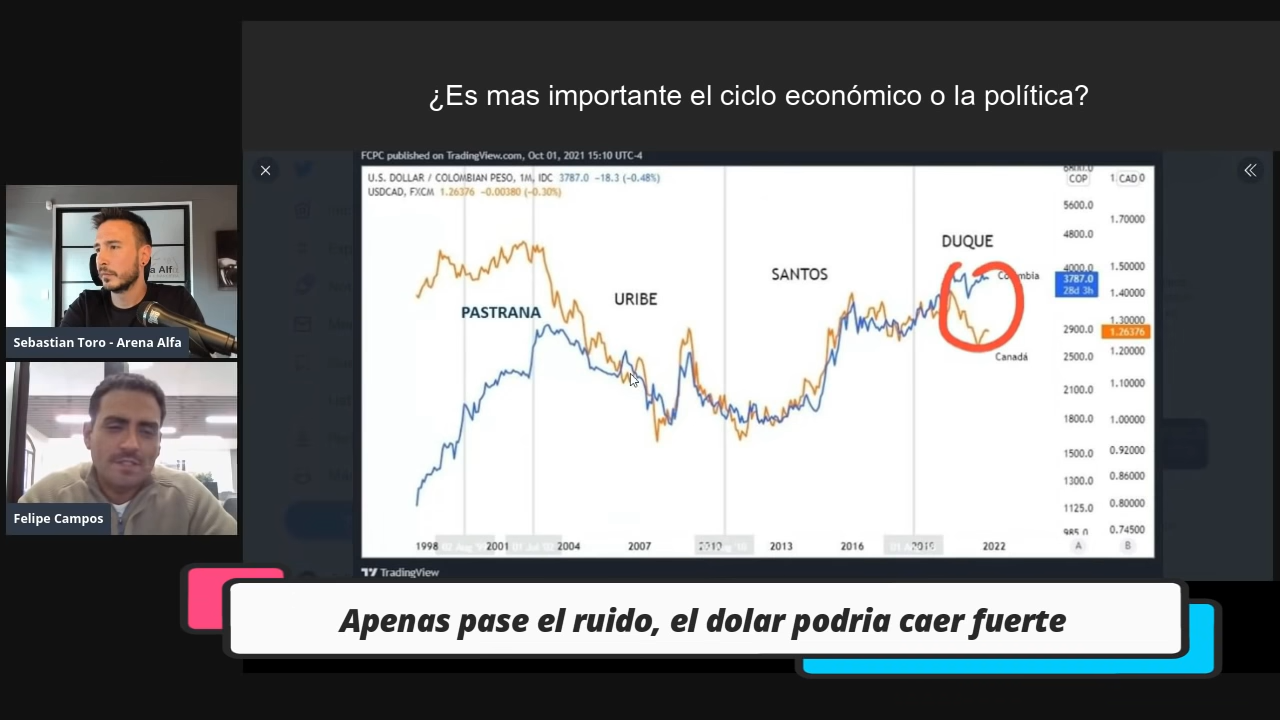 ¿Es mas importante el ciclo económico o la política?
FCPC published on TradingView.com, Oct 01, 2021 15:10 UTC-4
U.S. DOLLAR / COLOMBIAN PESO, 1M, IDC 3787.0 −18.3 (−0.48%)
USDCAD, FXCM 1.26376 −0.00380 (−0.30%)
COP
CAD
5600.0
4800.0
4000.0
3787.0
28d 3h
2900.0
2500.0
2100.0
1800.0
1500.0
1300.0
1125.0
985.0
1.70000
1.50000
1.40000
1.30000
1.26376
1.20000
1.10000
1.00000
0.92000
0.86000
0.80000
0.74500
DUQUE
Colombia
SANTOS
URIBE
PASTRANA
Canadá
1998 2001 2004 2007 2010 2013 2016 2019 2022
A B
TradingView
Sebastian Toro - Arena Alfa
Felipe Campos
Apenas pase el ruido, el dolar podria caer fuerte